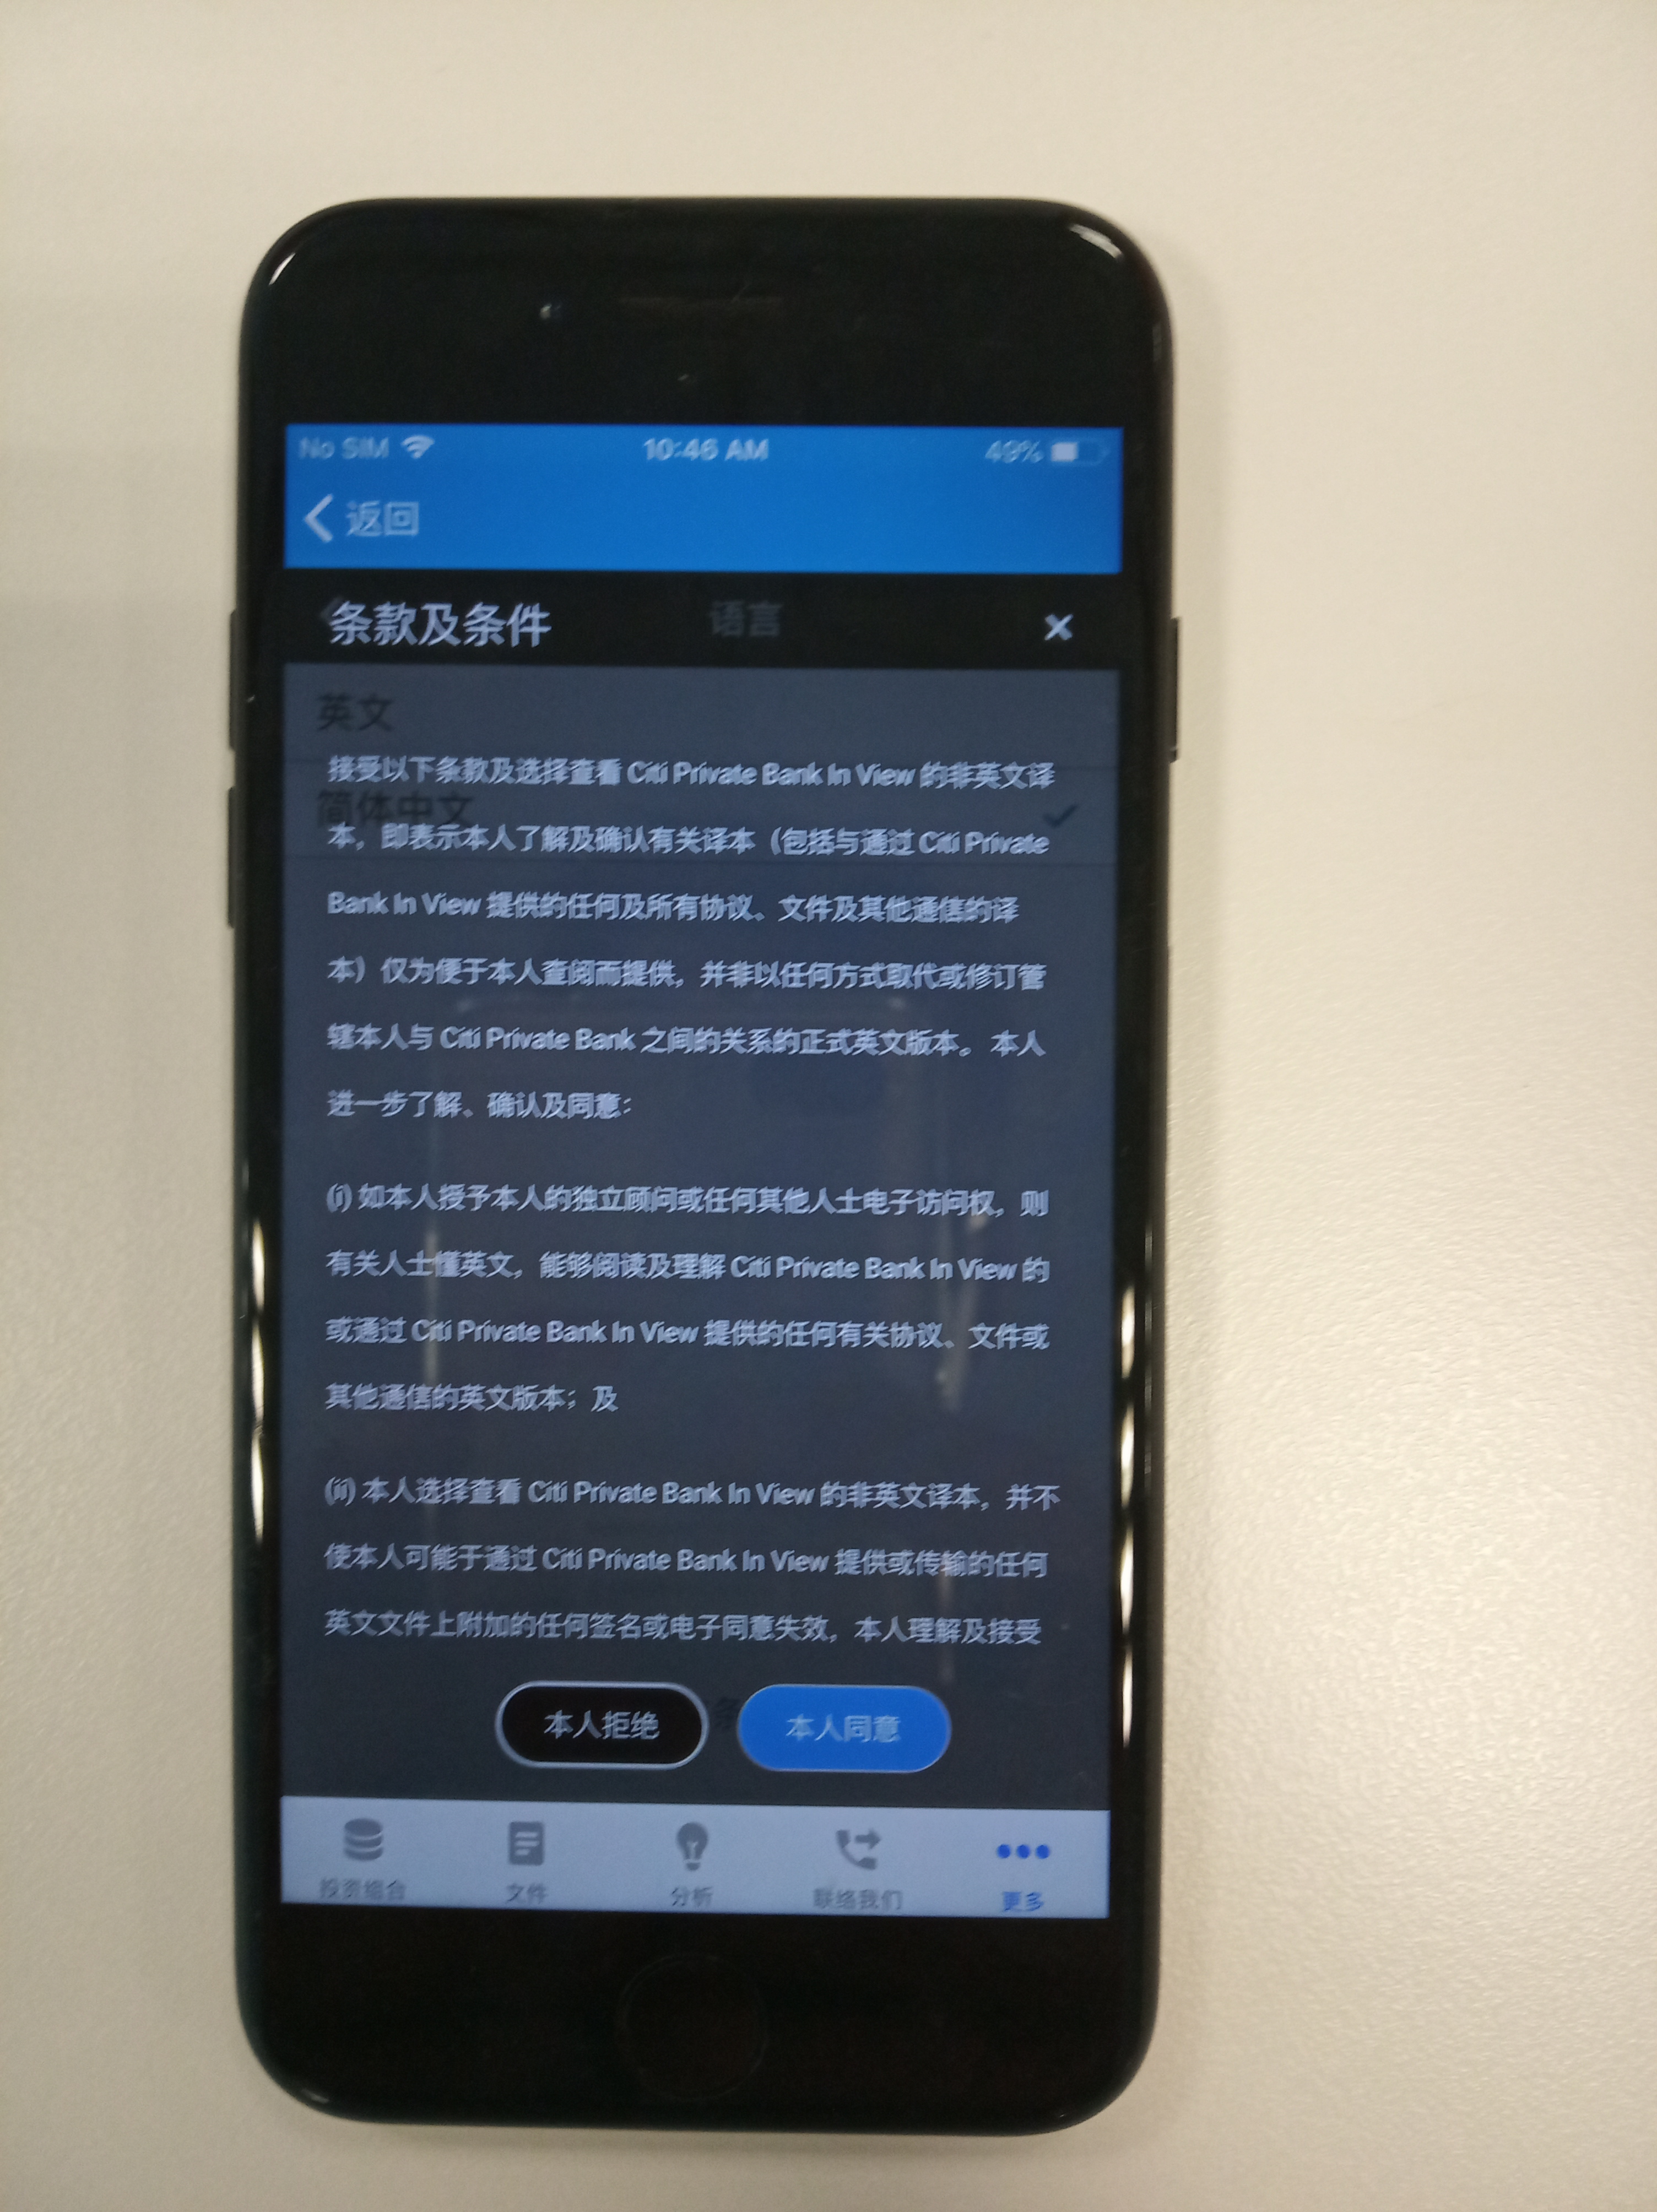 No SIM 10:46 AM 49%
返回
条款及条件 语言
英文
接受以下条款及选择查看 Citi Private Bank In View 的非英文译
简体中文
本，即表示本人了解及确认有关译本（包括与通过 Citi Private
Bank In View 提供的任何及所有协议、文件及其他通信的译
本）仅为便于本人查阅而提供，并非以任何方式取代或修订管
辖本人与 Citi Private Bank 之间的关系的正式英文版本。 本人
进一步了解、确认及同意：
(i) 如本人授予本人的独立顾问或任何其他人士电子访问权，则
有关人士懂英文，能够阅读及理解 Citi Private Bank In View 的
或通过 Citi Private Bank In View 提供的任何有关协议、文件或
其他通信的英文版本；及
(ii) 本人选择查看 Citi Private Bank In View 的非英文译本，并不
使本人可能于通过 Citi Private Bank In View 提供或传输的任何
英文文件上附加的任何签名或电子同意失效，本人理解及接受
本人拒绝 本人同意
投资组合 文件 分析 联络我们 更多